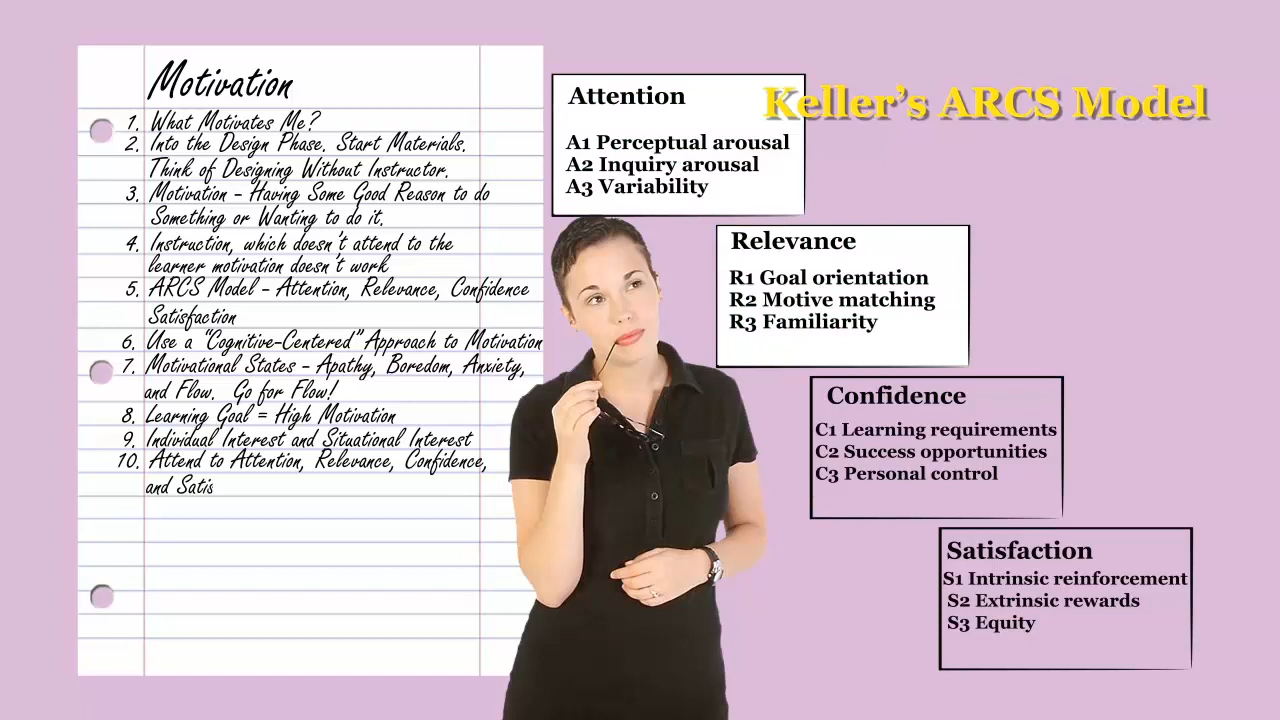 Motivation
1. What Motivates Me?
2. Into the Design Phase. Start Materials.
Think of Designing Without Instructor.
3. Motivation - Having Some Good Reason to do
Something or Wanting to do it.
4. Instruction, which doesn't attend to the
learner motivation doesn't work
5. ARCS Model - Attention, Relevance, Confidence
Satisfaction
6. Use a "Cognitive-Centered" Approach to Motivation
7. Motivational States - Apathy, Boredom, Anxiety,
and Flow. Go for Flow!
8. Learning Goal = High Motivation
9. Individual Interest and Situational Interest
10. Attend to Attention, Relevance, Confidence,
and Satis
Keller's ARCS Model
Attention
A1 Perceptual arousal
A2 Inquiry arousal
A3 Variability
Relevance
R1 Goal orientation
R2 Motive matching
R3 Familiarity
Confidence
C1 Learning requirements
C2 Success opportunities
C3 Personal control
Satisfaction
S1 Intrinsic reinforcement
S2 Extrinsic rewards
S3 Equity